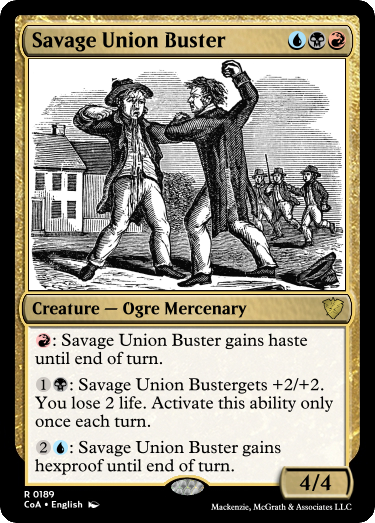 Savage Union Buster
Creature — Ogre Mercenary
: Savage Union Buster gains haste
until end of turn.
1 : Savage Union Bustergets +2/+2.
You lose 2 life. Activate this ability only
once each turn.
2 : Savage Union Buster gains
hexproof until end of turn.
4/4
R 0189
CoA • English
Mackenzie, McGrath & Associates LLC